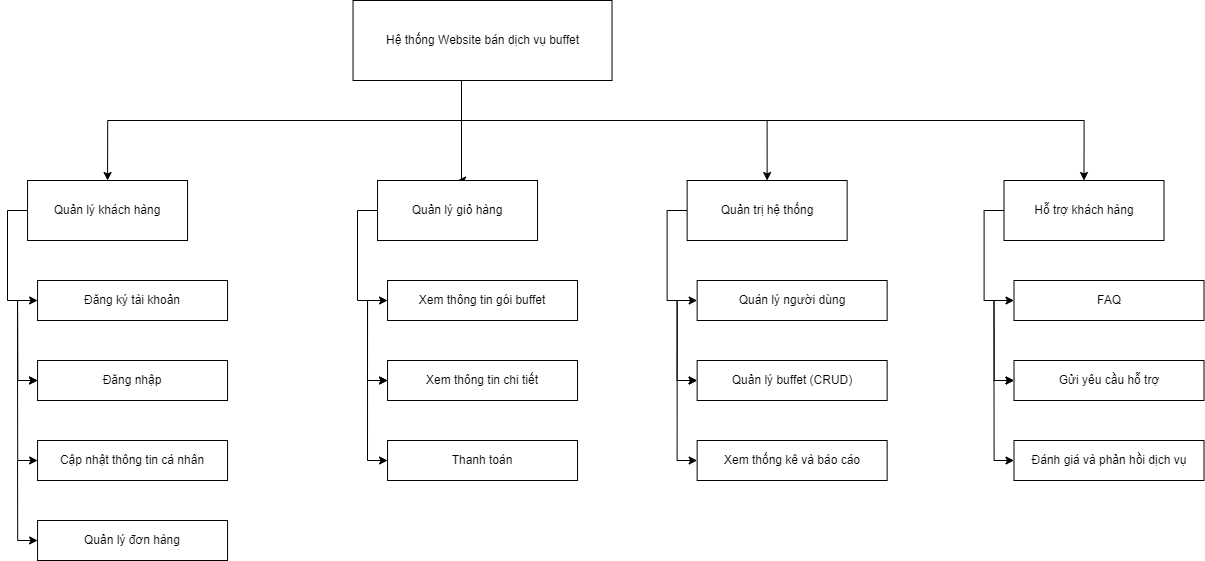 Hệ thống Website bán dịch vụ buffet
Quản lý khách hàng
Quản lý giỏ hàng
Quản trị hệ thống
Hỗ trợ khách hàng
Đăng ký tài khoản
Xem thông tin gói buffet
Quán lý người dùng
FAQ
Đăng nhập
Xem thông tin chi tiết
Quản lý buffet (CRUD)
Gửi yêu cầu hỗ trợ
Cập nhật thông tin cá nhân
Thanh toán
Xem thống kê và báo cáo
Đánh giá và phản hồi dịch vụ
Quản lý đơn hàng